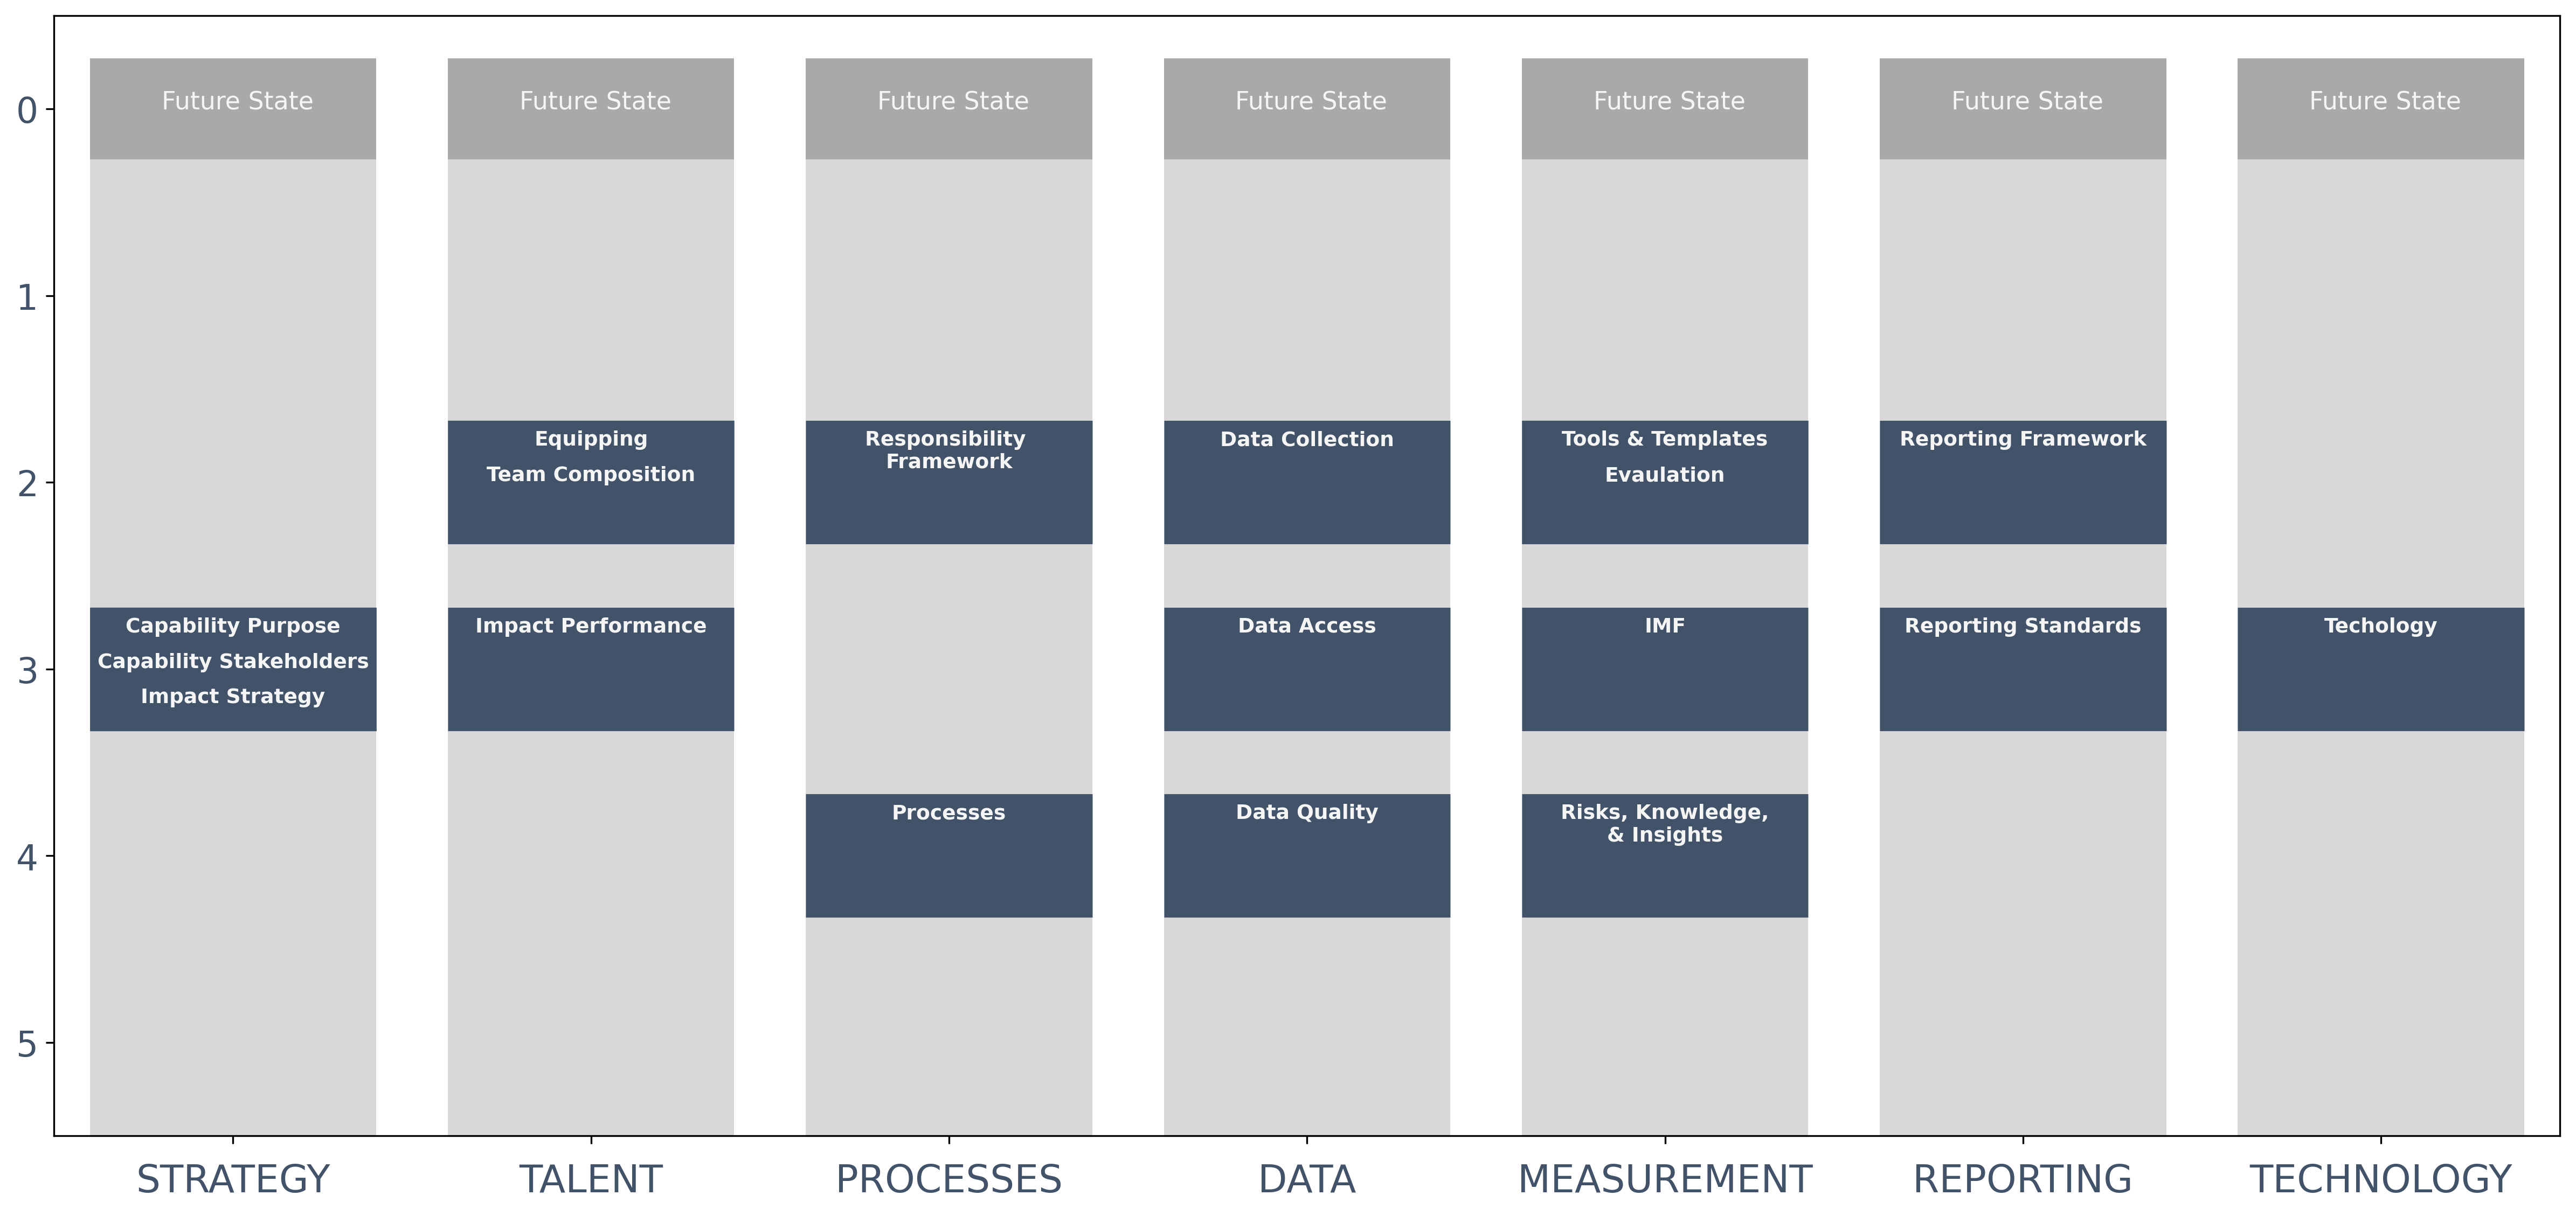 0
Future State
Future State
Future State
Future State
Future State
Future State
Future State
1
2
Equipping
Team Composition
Responsibility
Framework
Data Collection
Tools & Templates
Evaulation
Reporting Framework
3
Capability Purpose
Capability Stakeholders
Impact Strategy
Impact Performance
Data Access
IMF
Reporting Standards
Techology
4
Processes
Data Quality
Risks, Knowledge,
& Insights
5
STRATEGY
TALENT
PROCESSES
DATA
MEASUREMENT
REPORTING
TECHNOLOGY